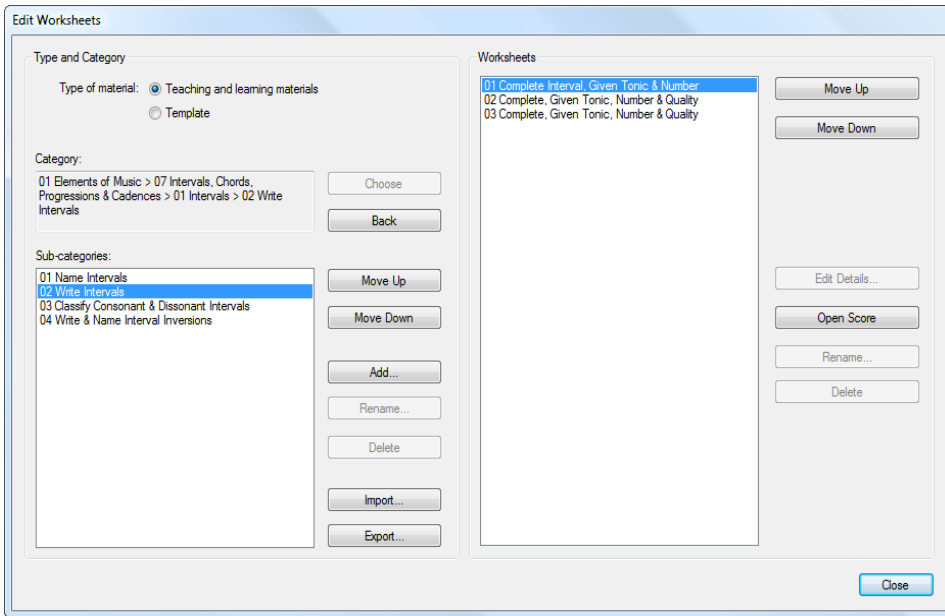 Edit Worksheets
Type and Category
Type of material:
Teaching and learning materials
Template
Category:
01 Elements of Music > 07 Intervals, Chords,
Progressions & Cadences > 01 Intervals > 02 Write
Intervals
Choose
Back
Sub-categories:
01 Name Intervals
02 Write Intervals
03 Classify Consonant & Dissonant Intervals
04 Write & Name Interval Inversions
Move Up
Move Down
Add...
Rename...
Delete
Import...
Export...
Worksheets
01 Complete Interval, Given Tonic & Number
02 Complete, Given Tonic, Number & Quality
03 Complete, Given Tonic, Number & Quality
Move Up
Move Down
Edit Details...
Open Score
Rename...
Delete
Close